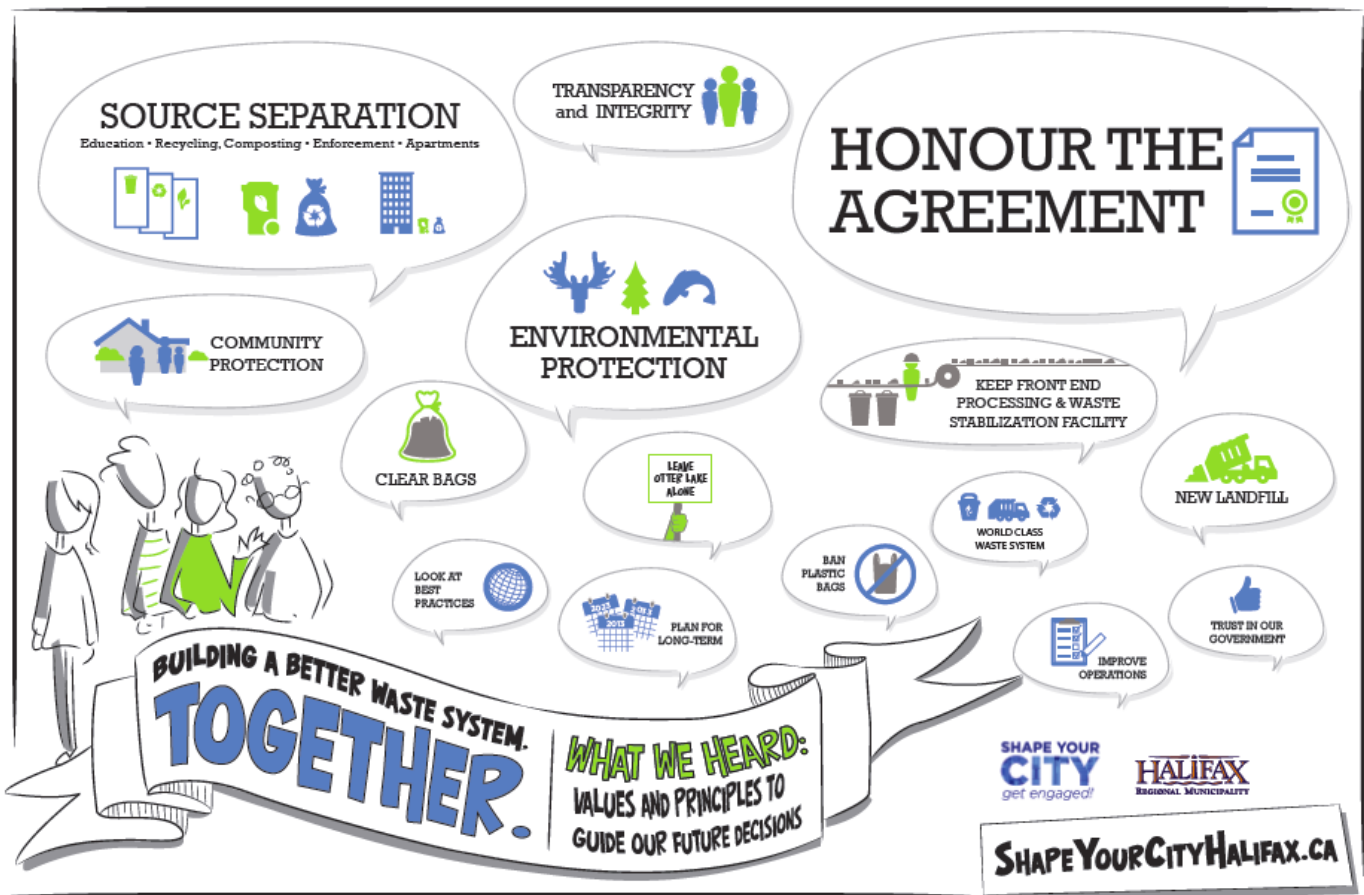 SOURCE SEPARATION
Education • Recycling, Composting • Enforcement • Apartments
TRANSPARENCY
and INTEGRITY
HONOUR THE
AGREEMENT
COMMUNITY
PROTECTION
ENVIRONMENTAL
PROTECTION
KEEP FRONT END
PROCESSING & WASTE
STABILIZATION FACILITY
CLEAR BAGS
LEAVE
OTTER LAKE
ALONE
NEW LANDFILL
WORLD CLASS
WASTE SYSTEM
LOOK AT
BEST
PRACTICES
2023
2013
2033
PLAN FOR
LONG-TERM
BAN
PLASTIC
BAGS
TRUST IN OUR
GOVERNMENT
IMPROVE
OPERATIONS
BUILDING A BETTER WASTE SYSTEM.
TOGETHER.
WHAT WE HEARD:
VALUES AND PRINCIPLES TO
GUIDE OUR FUTURE DECISIONS
SHAPE YOUR
CITY
get engaged!
HALIFAX
REGIONAL MUNICIPALITY
SHAPEYOURCITYHALIFAX.CA